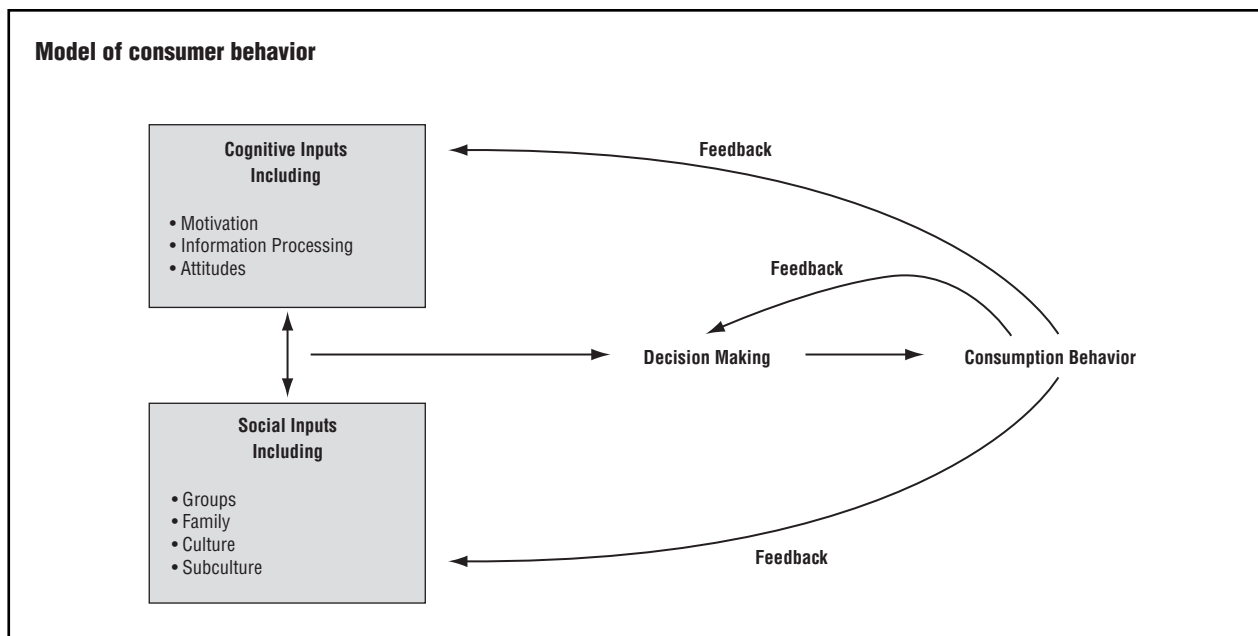 Model of consumer behavior
Cognitive Inputs
Including
• Motivation
• Information Processing
• Attitudes
Feedback
Feedback
Decision Making
Consumption Behavior
Social Inputs
Including
• Groups
• Family
• Culture
• Subculture
Feedback